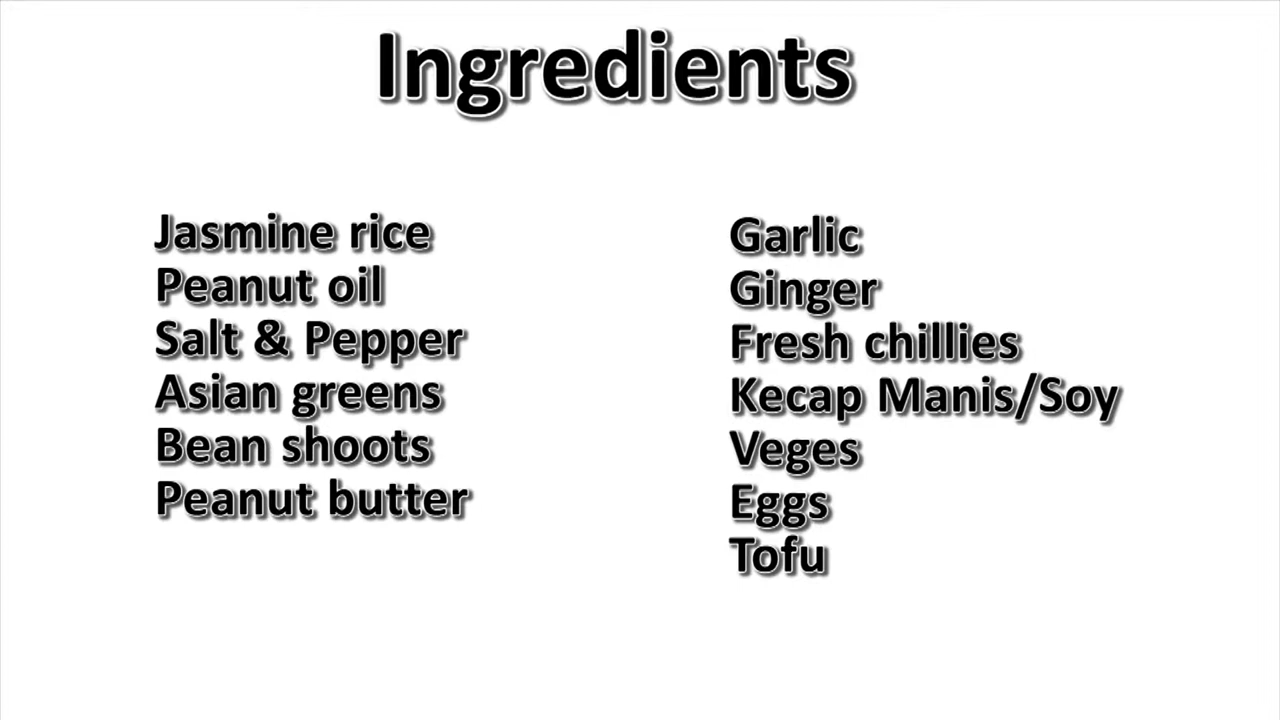 Ingredients
Jasmine rice
Peanut oil
Salt & Pepper
Asian greens
Bean shoots
Peanut butter
Garlic
Ginger
Fresh chillies
Kecap Manis/Soy
Veges
Eggs
Tofu